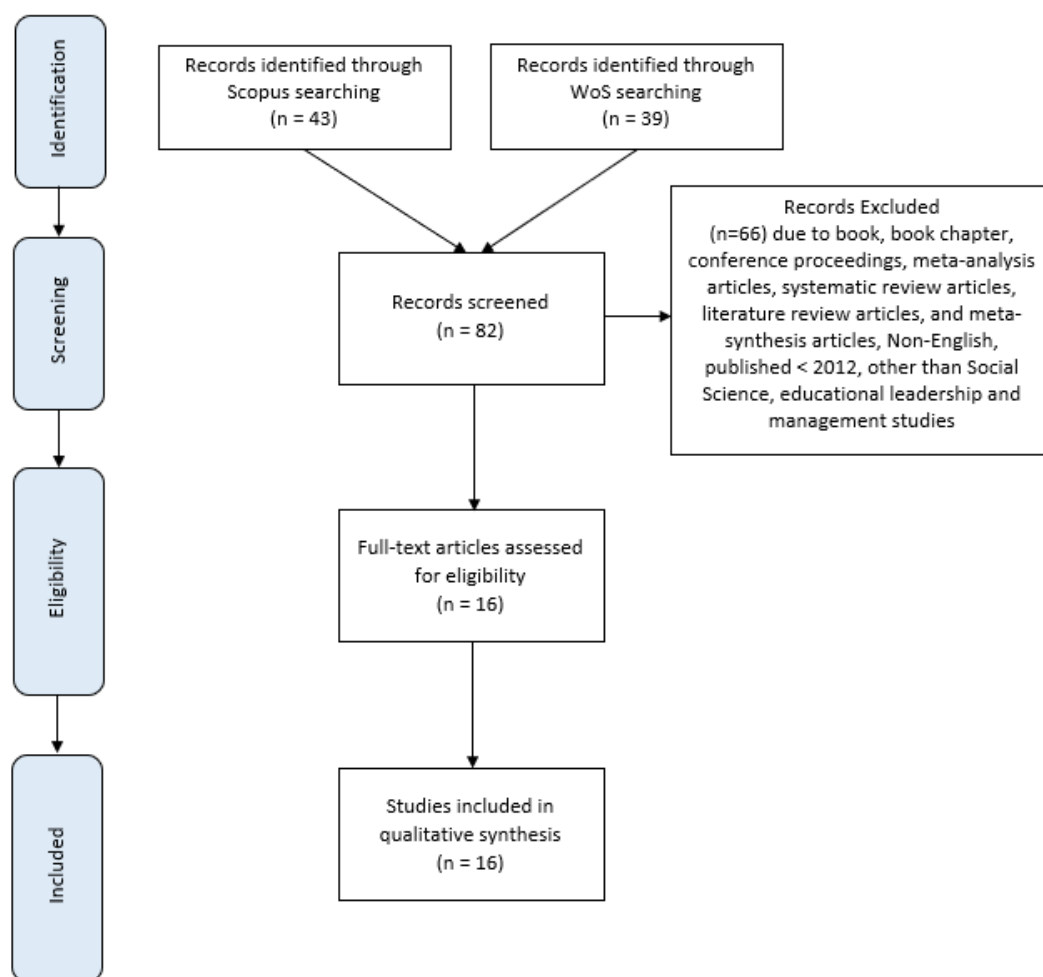 Identification
Records identified through
Scopus searching
(n = 43)
Records identified through
WoS searching
(n = 39)
Records Excluded
(n=66) due to book, book chapter,
conference proceedings, meta-analysis
articles, systematic review articles,
literature review articles, and meta-
synthesis articles, Non-English,
published < 2012, other than Social
Science, educational leadership and
management studies
Screening
Records screened
(n = 82)
Eligibility
Full-text articles assessed
for eligibility
(n = 16)
Included
Studies included in
qualitative synthesis
(n = 16)